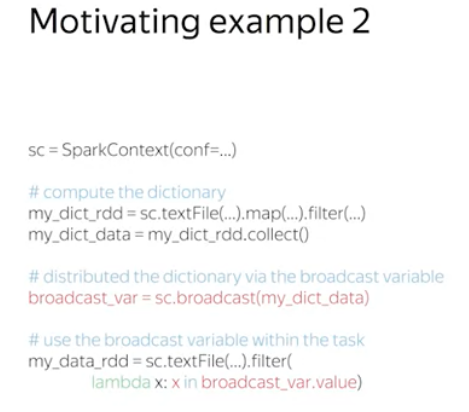 Motivating example 2
sc = SparkContext(conf=...)
# compute the dictionary
my_dict_rdd = sc.textFile(...).map(...).filter(...)
my_dict_data = my_dict_rdd.collect()
# distributed the dictionary via the broadcast variable
broadcast_var = sc.broadcast(my_dict_data)
# use the broadcast variable within the task
my_data_rdd = sc.textFile(...).filter(
lambda x: x in broadcast_var.value)